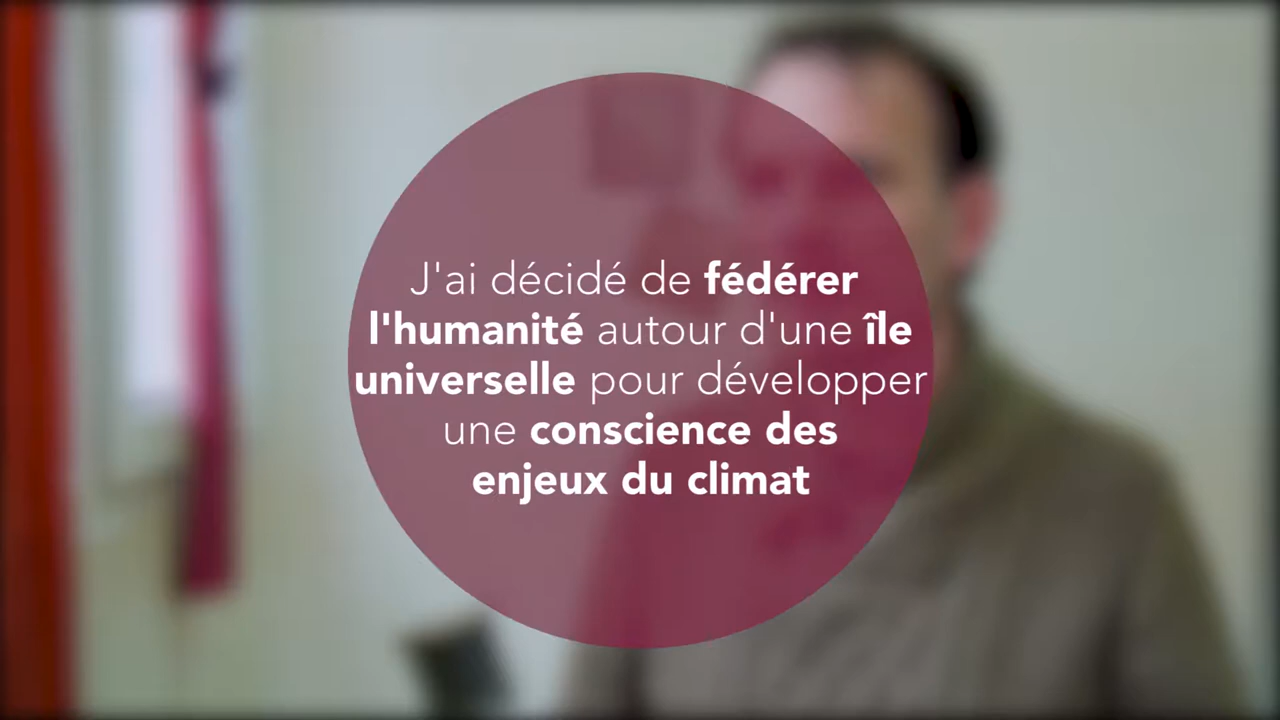 J'ai décidé de fédérer
l'humanité autour d'une île
universelle pour développer
une conscience des
enjeux du climat